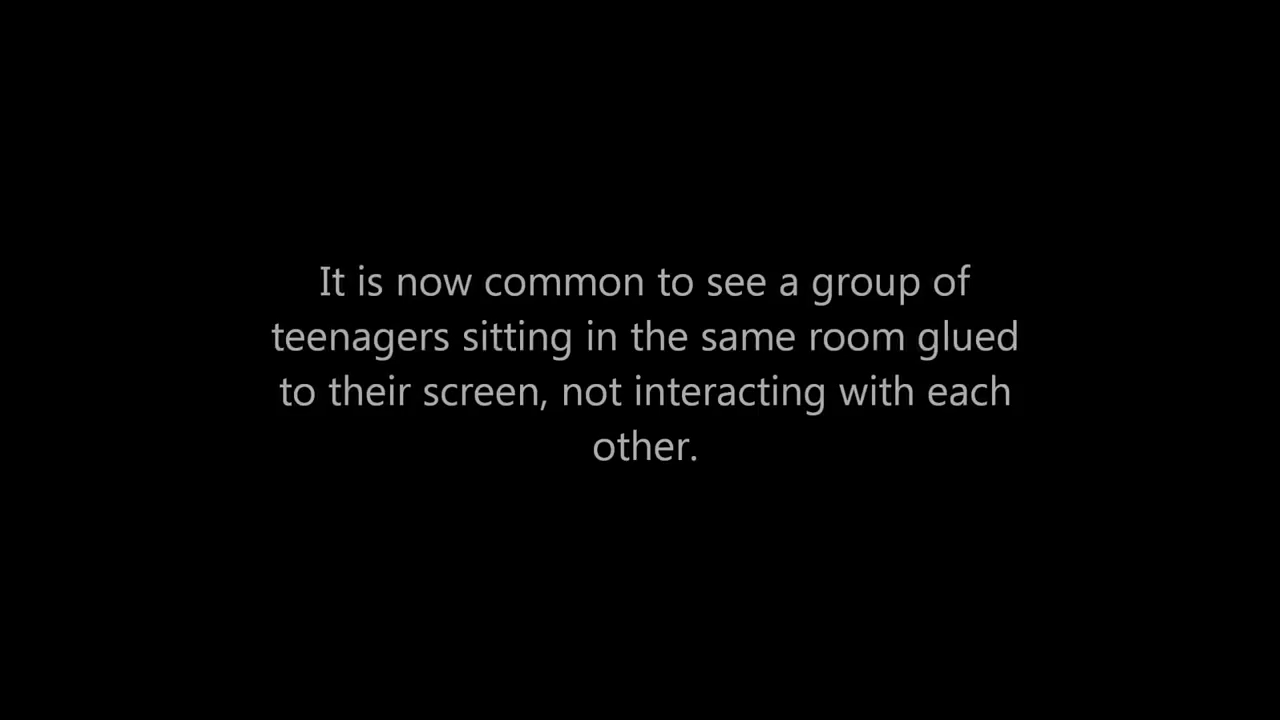 It is now common to see a group of
teenagers sitting in the same room glued
to their screen, not interacting with each
other.